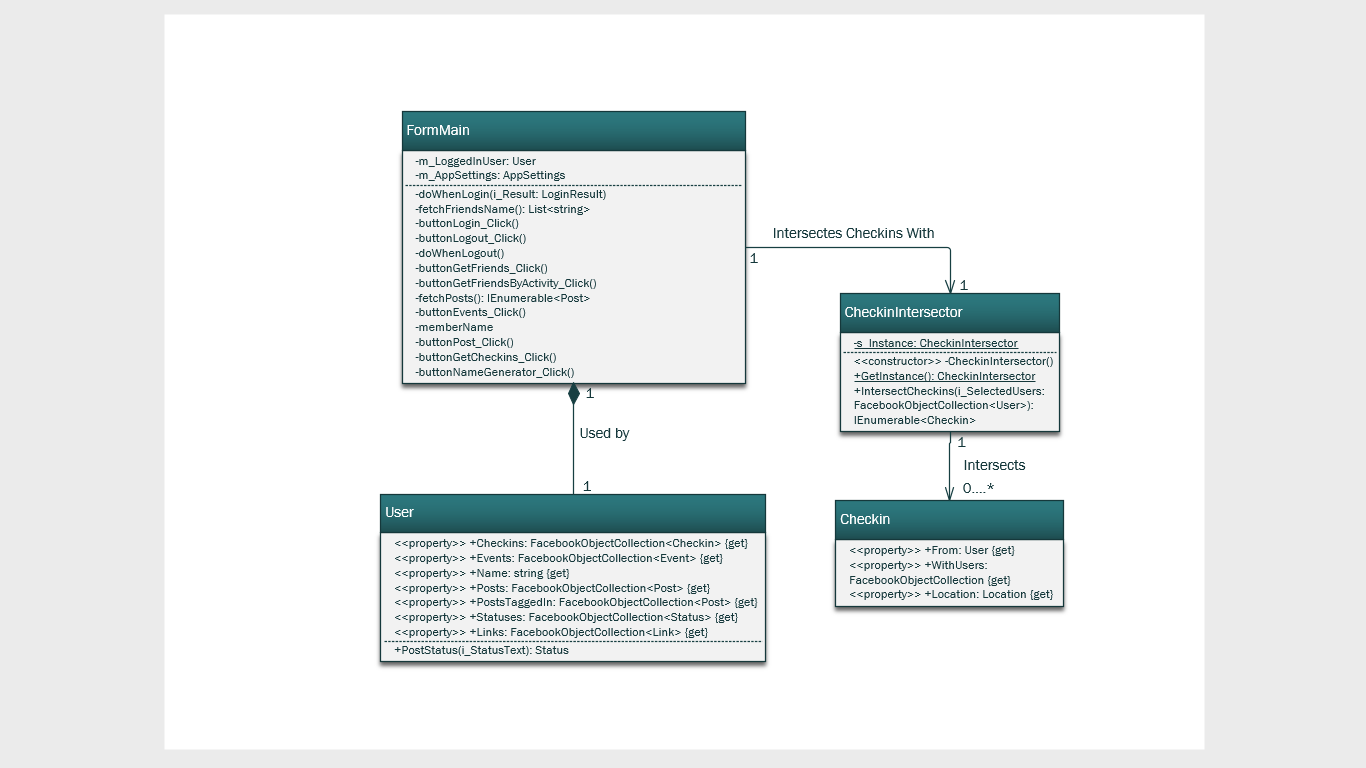 FormMain
-m_LoggedInUser: User
-m_AppSettings: AppSettings
-doWhenLogin(i_Result: LoginResult)
-fetchFriendsName(): List<string>
-buttonLogin_Click()
-buttonLogout_Click()
-doWhenLogout()
-buttonGetFriends_Click()
-buttonGetFriendsByActivity_Click()
-fetchPosts(): IEnumerable<Post>
-buttonEvents_Click()
-memberName
-buttonPost_Click()
-buttonGetCheckins_Click()
-buttonNameGenerator_Click()
Intersectes Checkins With
1
1
CheckinIntersector
-s_Instance: CheckinIntersector
<<constructor>> -CheckinIntersector()
+GetInstance(): CheckinIntersector
+IntersectCheckins(i_SelectedUsers:
FacebookObjectCollection<User>):
IEnumerable<Checkin>
1
Used by
1
1
Intersects
0....*
User
<<property>> +Checkins: FacebookObjectCollection<Checkin> {get}
<<property>> +Events: FacebookObjectCollection<Event> {get}
<<property>> +Name: string {get}
<<property>> +Posts: FacebookObjectCollection<Post> {get}
<<property>> +PostsTaggedIn: FacebookObjectCollection<Post> {get}
<<property>> +Statuses: FacebookObjectCollection<Status> {get}
<<property>> +Links: FacebookObjectCollection<Link> {get}
+PostStatus(i_StatusText): Status
Checkin
<<property>> +From: User {get}
<<property>> +WithUsers:
FacebookObjectCollection {get}
<<property>> +Location: Location {get}